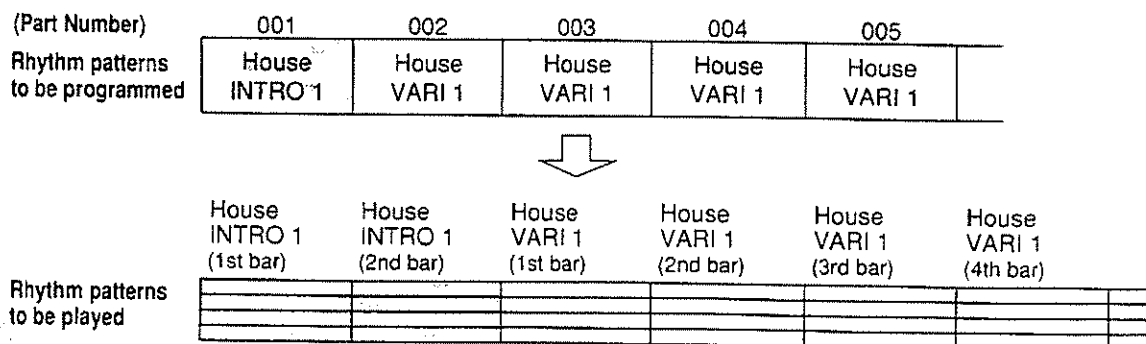 (Part Number) 001 002 003 004 005
Rhythm patterns to be programmed
House INTRO 1
House VARI 1
House VARI 1
House VARI 1
House VARI 1
House INTRO 1 (1st bar)
House INTRO 1 (2nd bar)
House VARI 1 (1st bar)
House VARI 1 (2nd bar)
House VARI 1 (3rd bar)
House VARI 1 (4th bar)
Rhythm patterns to be played